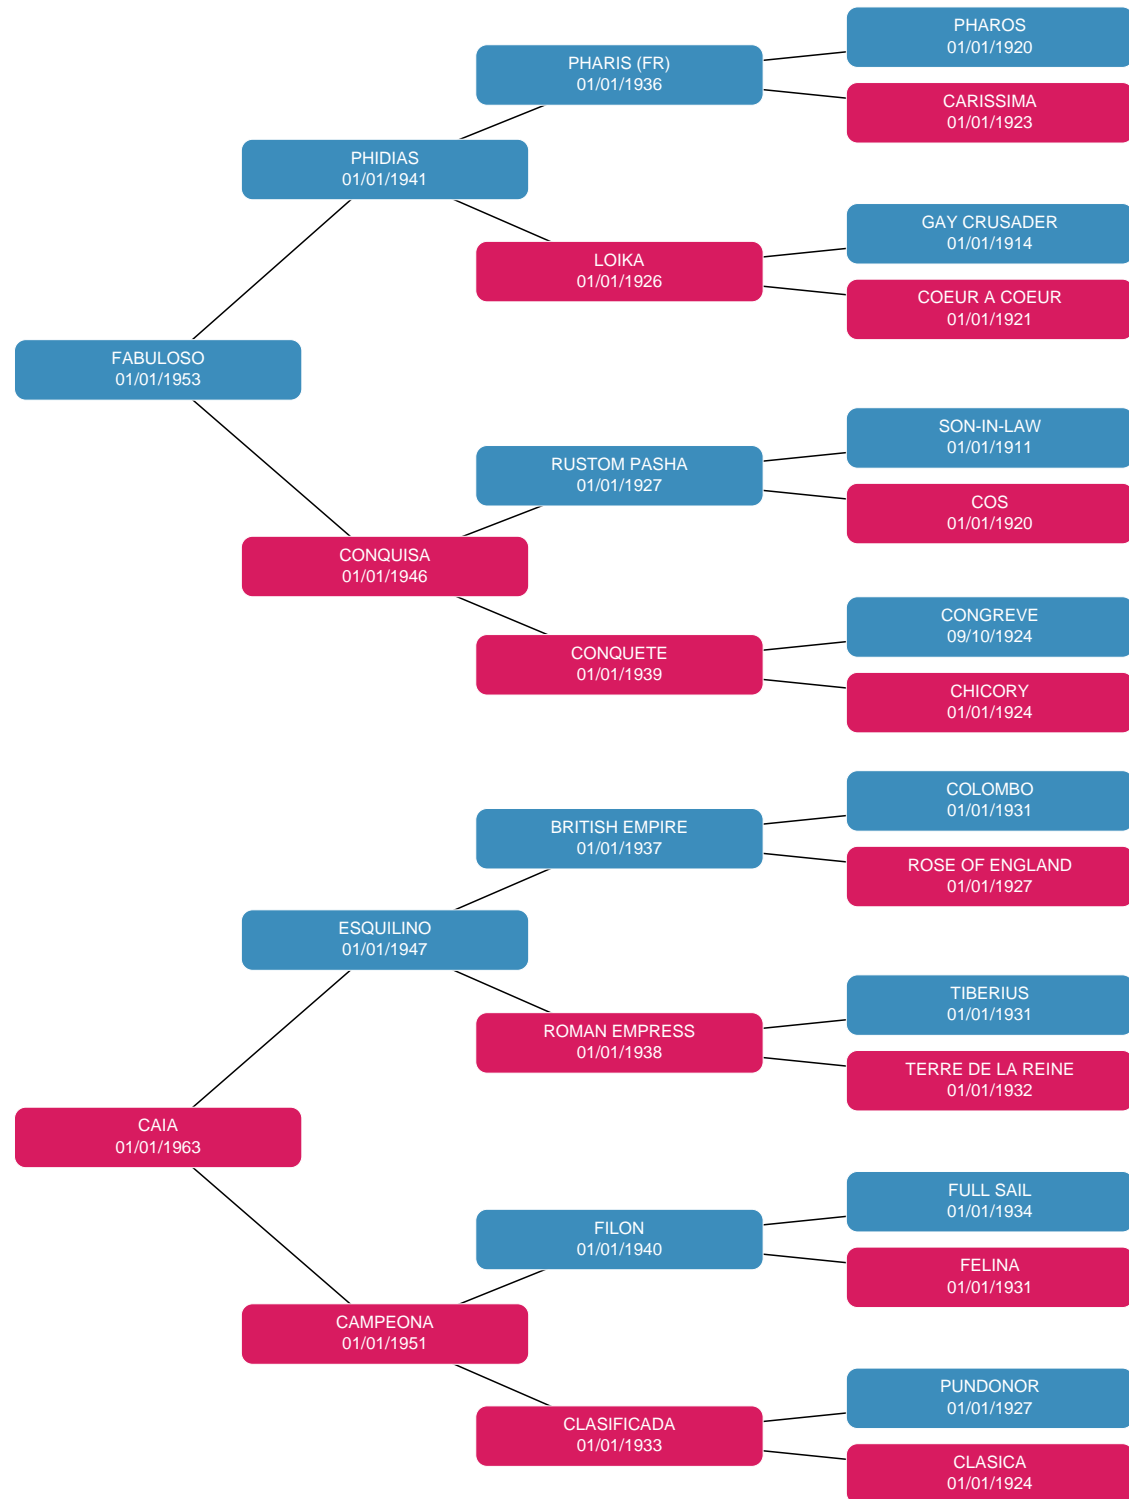 PHAROS
01/01/1920
PHARIS (FR)
01/01/1936
CARISSIMA
01/01/1923
PHIDIAS
01/01/1941
GAY CRUSADER
01/01/1914
LOIKA
01/01/1926
COEUR A COEUR
01/01/1921
FABULOSO
01/01/1953
SON-IN-LAW
01/01/1911
RUSTOM PASHA
01/01/1927
COS
01/01/1920
CONQUISA
01/01/1946
CONGREVE
09/10/1924
CONQUETE
01/01/1939
CHICORY
01/01/1924
COLOMBO
01/01/1931
BRITISH EMPIRE
01/01/1937
ROSE OF ENGLAND
01/01/1927
ESQUILINO
01/01/1947
TIBERIUS
01/01/1931
ROMAN EMPRESS
01/01/1938
TERRE DE LA REINE
01/01/1932
CAIA
01/01/1963
FULL SAIL
01/01/1934
FILON
01/01/1940
FELINA
01/01/1931
CAMPEONA
01/01/1951
PUNDONOR
01/01/1927
CLASIFICADA
01/01/1933
CLASICA
01/01/1924